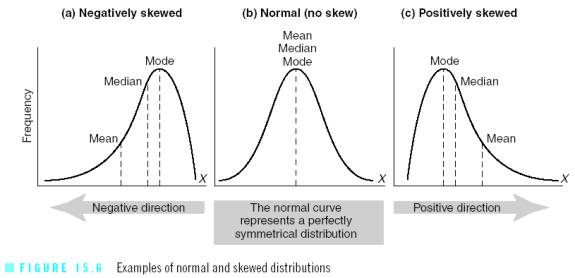 (a) Negatively skewed
(b) Normal (no skew)
(c) Positively skewed
Frequency
Mean
Median
Mode
X
Mean
Median
Mode
X
Mode
Median
Mean
X
Negative direction
The normal curve
represents a perfectly
symmetrical distribution
Positive direction
FIGURE 15.6 Examples of normal and skewed distributions